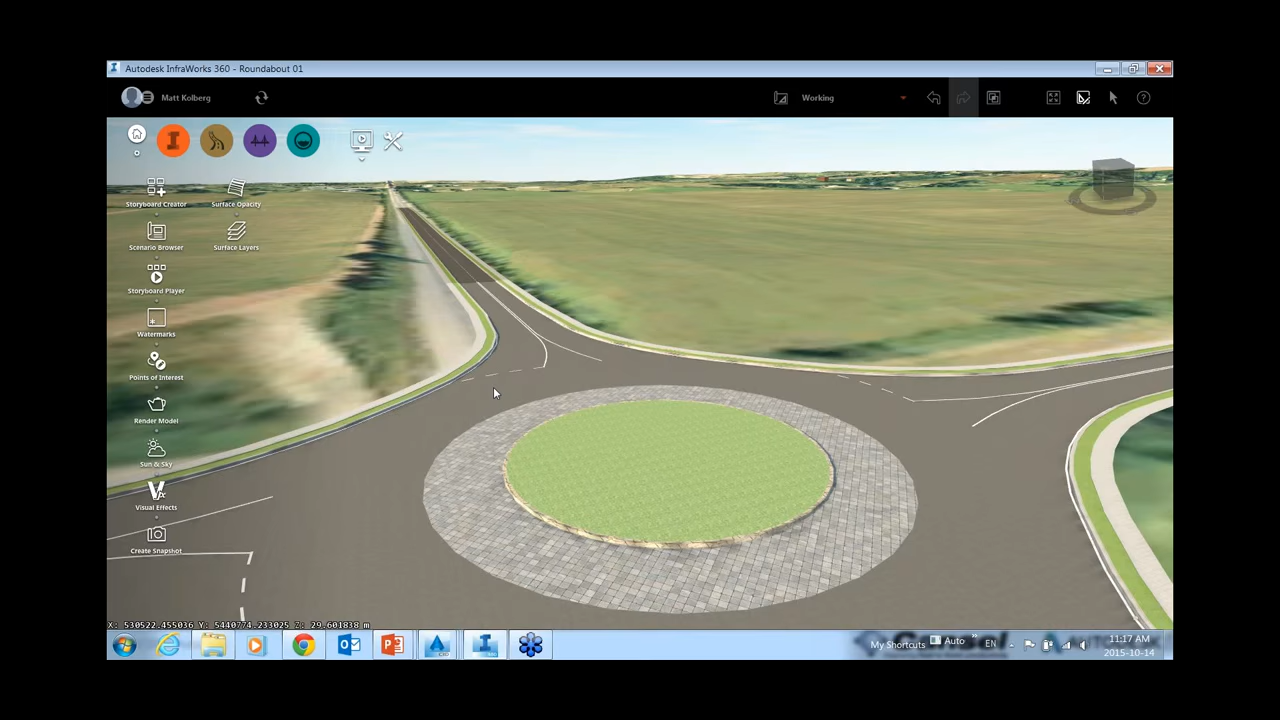 Autodesk InfraWorks 360 - Roundabout 01
Matt Kolberg
Working
Storyboard Creator
Surface Opacity
Scenario Browser
Surface Layers
Storyboard Player
Watermarks
Points of Interest
Render Model
Sun & Sky
Visual Effects
Create Snapshot
X: 530522.455036 Y: 5440774.233025 Z: 29.601838 m
My Shortcuts
Auto
EN
11:17 AM
2015-10-14